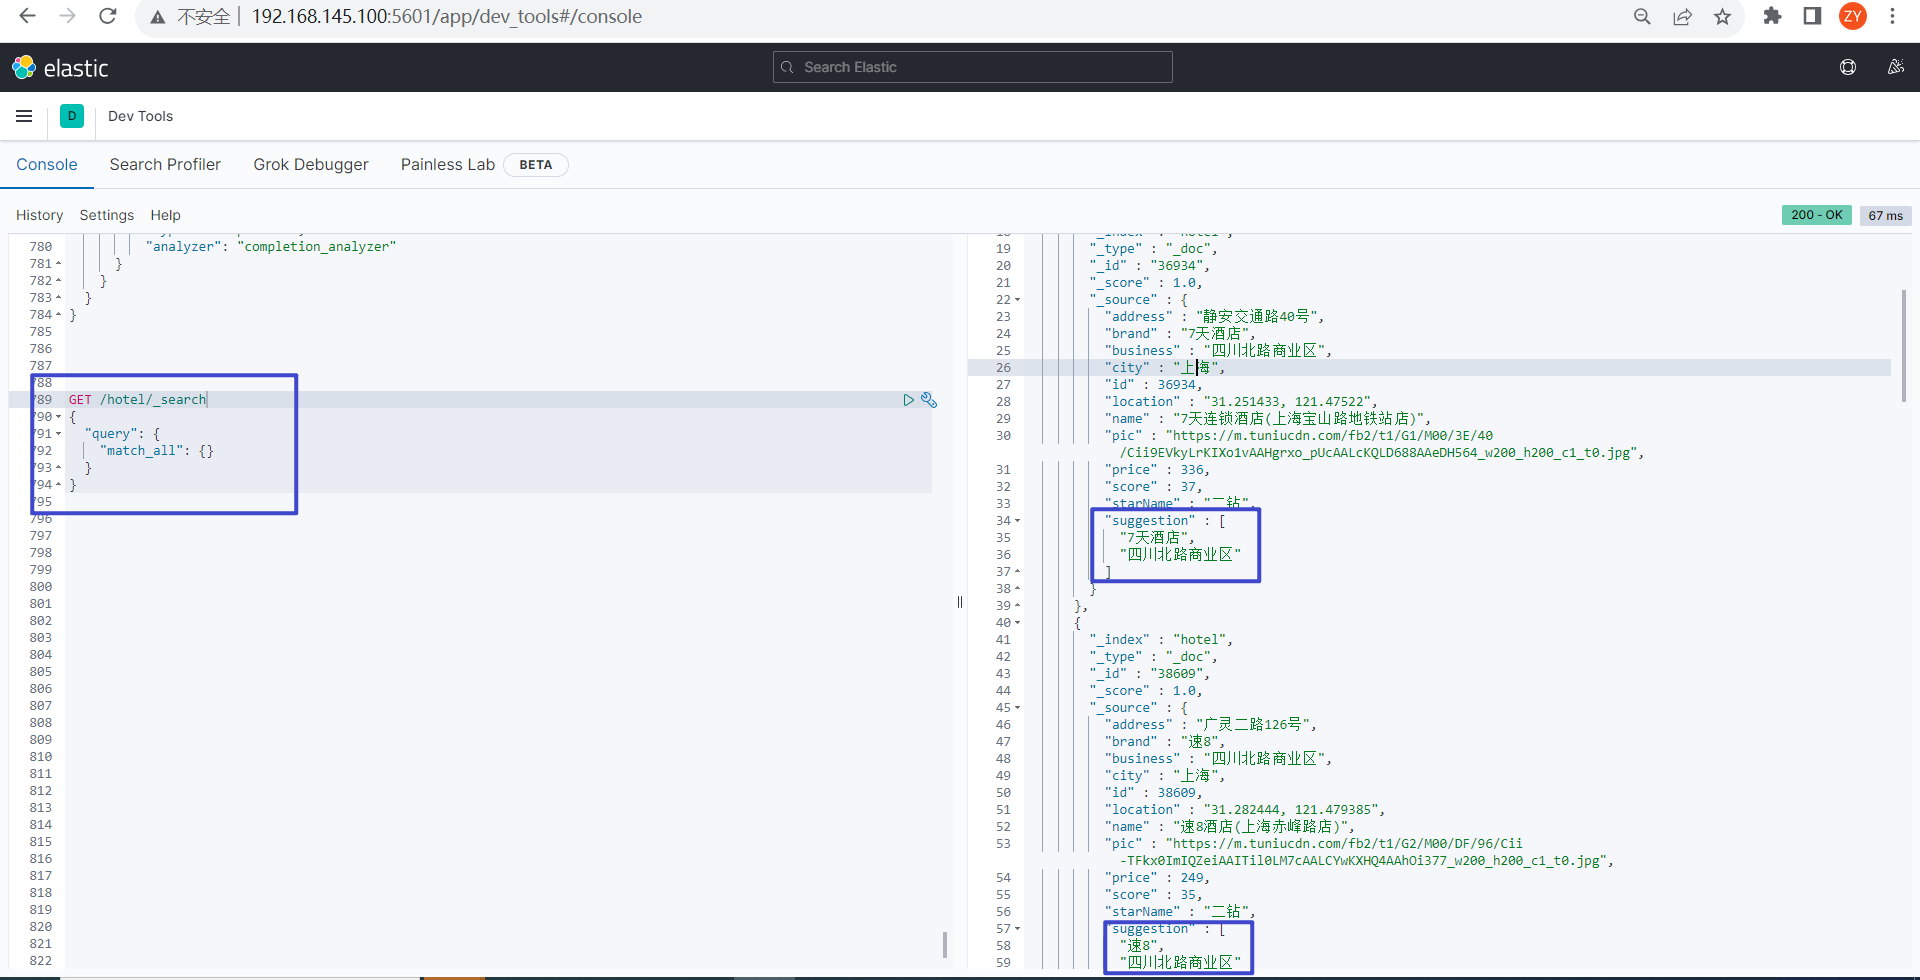 不安全 192.168.145.100:5601/app/dev_tools#/console
ZY
elastic
Search Elastic
D
Dev Tools
Console Search Profiler Grok Debugger Painless Lab BETA
History Settings Help
200 - OK 67 ms
780 "analyzer": "completion_analyzer"
781 }
782 }
783 }
784 }
785
786
787
788
789 GET /hotel/_search
790 {
791 "query": {
792 "match_all": {}
793 }
794 }
795
796
797
798
799
800
801
802
803
804
805
806
807
808
809
810
811
812
813
814
815
816
817
818
819
820
821
822
19 "_type" : "_doc",
20 "_id" : "36934",
21 "_score" : 1.0,
22 "_source" : {
23 "address" : "静安交通路40号",
24 "brand" : "7天酒店",
25 "business" : "四川北路商业区",
26 "city" : "上海",
27 "id" : 36934,
28 "location" : "31.251433, 121.47522",
29 "name" : "7天连锁酒店(上海宝山路地铁站店)",
30 "pic" : "https://m.tuniucdn.com/fb2/t1/G1/M00/3E/40
/Cii9EVkyLrKIXo1vAAHgrxo_pUcAALcKQLD688AAeDH564_w200_h200_c1_t0.jpg",
31 "price" : 336,
32 "score" : 37,
33 "starName" : "二钻",
34 "suggestion" : [
35 "7天酒店",
36 "四川北路商业区"
37 ]
38 }
39 },
40 {
41 "_index" : "hotel",
42 "_type" : "_doc",
43 "_id" : "38609",
44 "_score" : 1.0,
45 "_source" : {
46 "address" : "广灵二路126号",
47 "brand" : "速8",
48 "business" : "四川北路商业区",
49 "city" : "上海",
50 "id" : 38609,
51 "location" : "31.282444, 121.479385",
52 "name" : "速8酒店(上海赤峰路店)",
53 "pic" : "https://m.tuniucdn.com/fb2/t1/G2/M00/DF/96/Cii
-TFkx0ImIQZeiAAITil0LM7cAALCYwKXHQ4AAhOi377_w200_h200_c1_t0.jpg",
54 "price" : 249,
55 "score" : 35,
56 "starName" : "二钻",
57 "suggestion" : [
58 "速8",
59 "四川北路商业区"